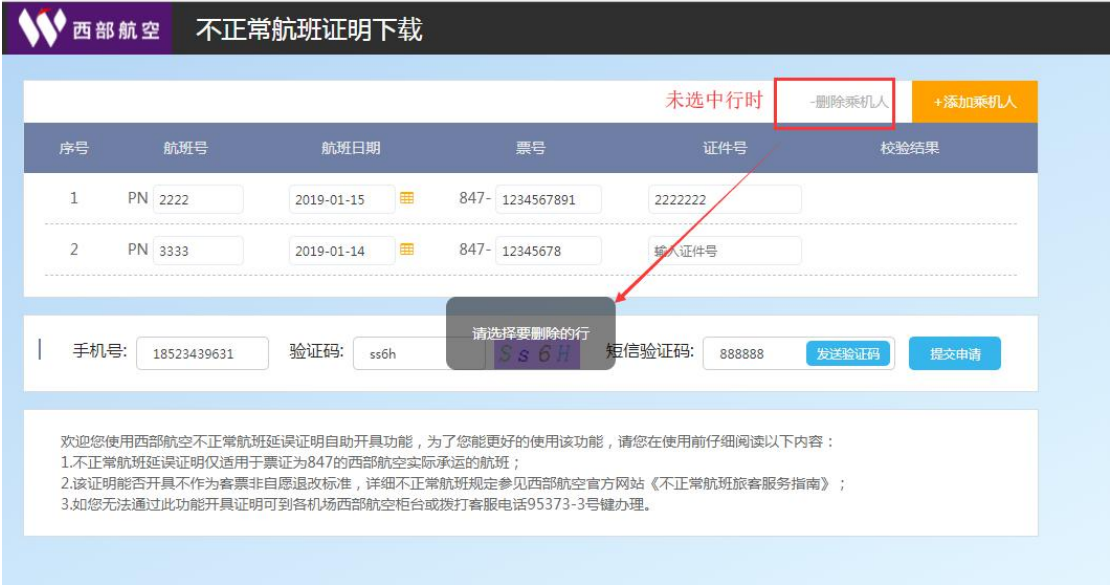 西部航空 不正常航班证明下载
未选中行时 -删除乘机人 +添加乘机人
序号 航班号 航班日期 票号 证件号 校验结果
1 PN 2222 2019-01-15 847- 1234567891 2222222
2 PN 3333 2019-01-14 847- 12345678 输入证件号
请选择要删除的行
手机号: 18523439631 验证码: ss6h Ss6H 短信验证码: 888888 发送验证码 提交申请
欢迎您使用西部航空不正常航班延误证明自助开具功能，为了您能更好的使用该功能，请您在使用前仔细阅读以下内容：
1.不正常航班延误证明仅适用于票证为847的西部航空实际承运的航班；
2.该证明能否开具不作为客票非自愿退改标准，详细不正常航班规定参见西部航空官方网站《不正常航班旅客服务指南》；
3.如您无法通过此功能开具证明可到各机场西部航空柜台或拨打客服电话95373-3号键办理。